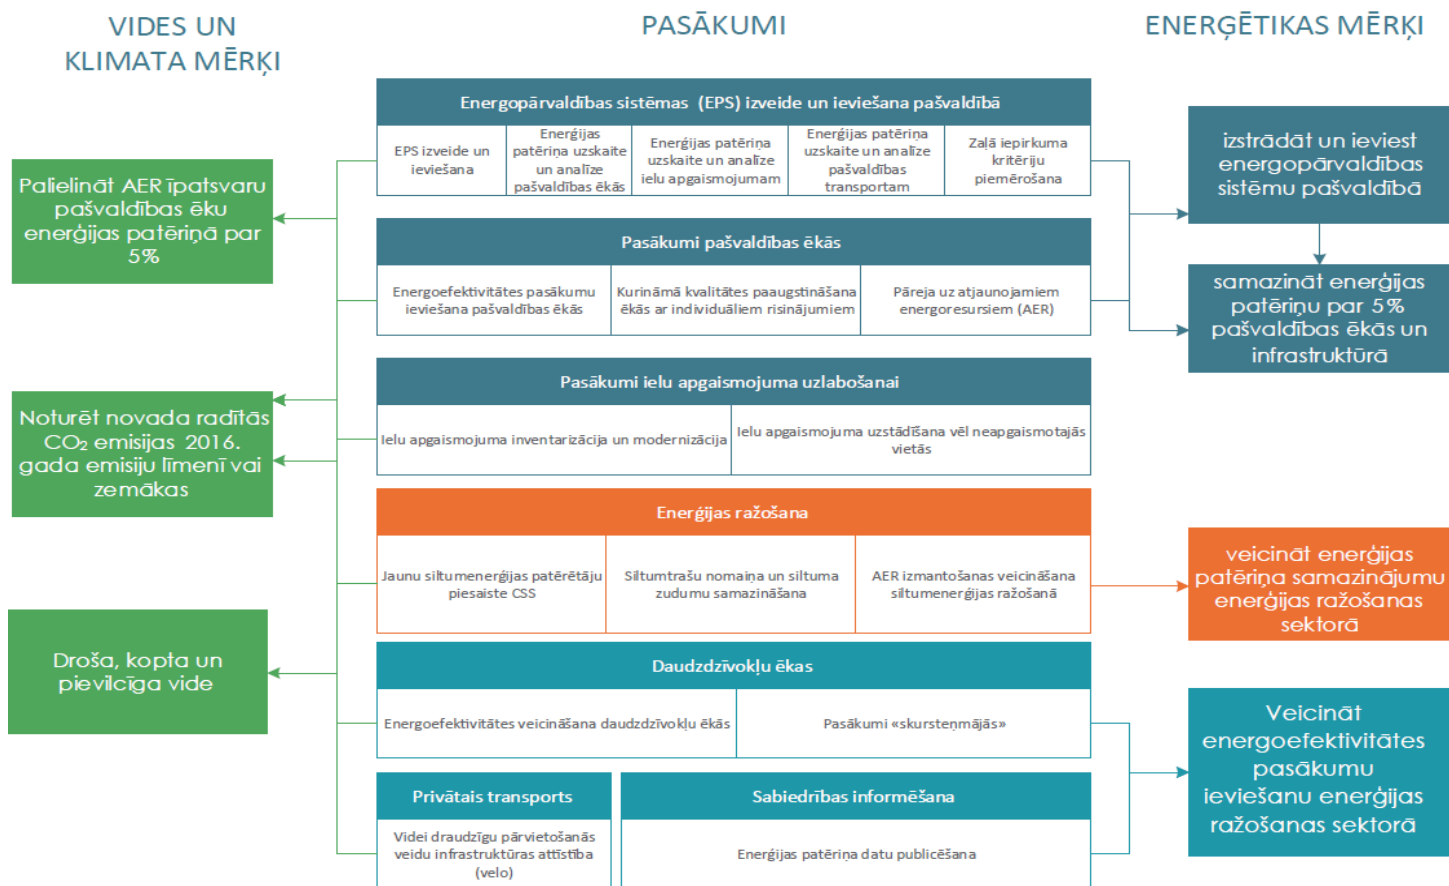 VIDES UN
KLIMATA MĒRĶI
PASĀKUMI
ENERĢĒTIKAS MĒRĶI
Palielināt AER īpatsvaru
pašvaldības ēku
enerģijas patēriņā par
5%
Noturēt novada radītās
CO₂ emisijas 2016.
gada emisiju līmenī vai
zemākas
Droša, kopta un
pievilcīga vide
Energopārvaldības sistēmas (EPS) izveide un ieviešana pašvaldībā
EPS izveide un
ieviešana
Enerģijas
patēriņa uzskaite
un analīze
pašvaldības ēkās
Enerģijas patēriņa
uzskaite un analīze
ielu apgaismojumam
Enerģijas patēriņa
uzskaite un analīze
pašvaldības
transportam
Zaļā iepirkuma
kritēriju
piemērošana
Pasākumi pašvaldības ēkās
Energoefektivitātes pasākumu
ieviešana pašvaldības ēkās
Kurināmā kvalitātes paaugstināšana
ēkās ar individuāliem risinājumiem
Pāreja uz atjaunojamiem
energoresursiem (AER)
Pasākumi ielu apgaismojuma uzlabošanai
Ielu apgaismojuma inventarizācija un modernizācija
Ielu apgaismojuma uzstādīšana vēl neapgaismotajās
vietās
Enerģijas ražošana
Jaunu siltumenerģijas patērētāju
piesaiste CSS
Siltumtrašu nomaiņa un siltuma
zudumu samazināšana
AER izmantošanas veicināšana
siltumenerģijas ražošanā
Daudzdzīvokļu ēkas
Energoefektivitātes veicināšana daudzdzīvokļu ēkās
Pasākumi «skursteņmājās»
Privātais transports
Videi draudzīgu pārvietošanās
veidu infrastruktūras attīstība
(velo)
Sabiedrības informēšana
Enerģijas patēriņa datu publicēšana
izstrādāt un ieviest
energopārvaldības
sistēmu pašvaldībā
samazināt enerģijas
patēriņu par 5%
pašvaldības ēkās un
infrastruktūrā
veicināt enerģijas
patēriņa samazinājumu
enerģijas ražošanas
sektorā
Veicināt
energoefektivitātes
pasākumu
ieviešanu enerģijas
ražošanas sektorā